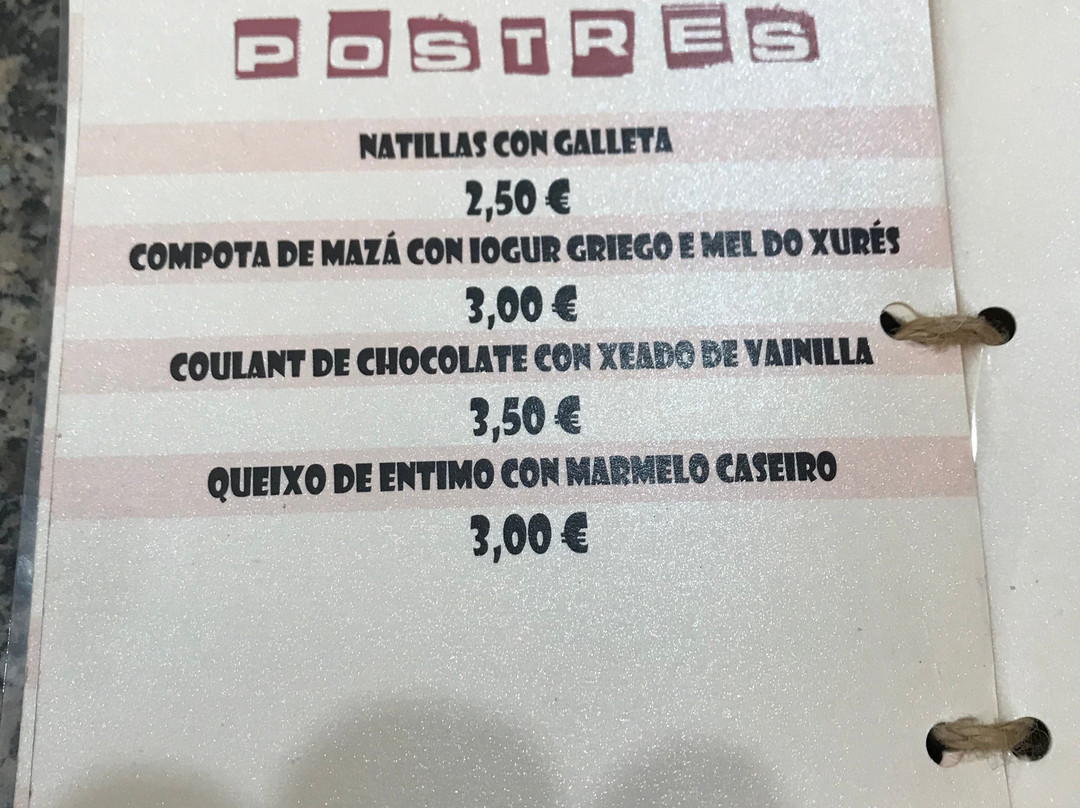 POSTRES
NATILLAS CON GALLETA
2,50 €
COMPOTA DE MAZÁ CON IOGUR GRIEGO E MEL DO XURÉS
3,00 €
COULANT DE CHOCOLATE CON XEADO DE VAINILLA
3,50 €
QUEIXO DE ENTIMO CON MARMELO CASEIRO
3,00 €